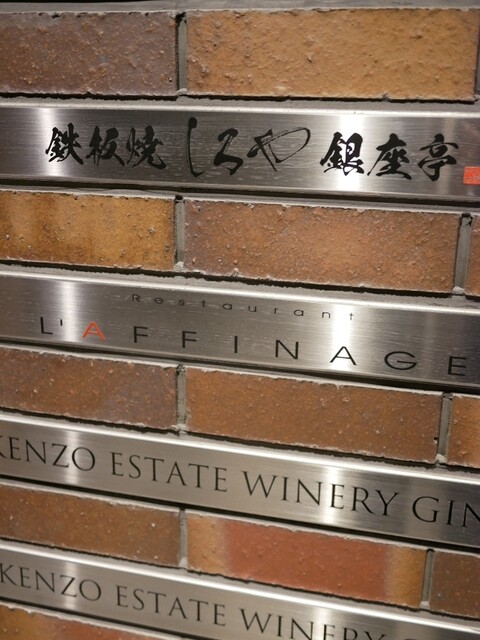 鉄板焼 しろや 銀座亭
Restaurant
L'AFFINAGE
KENZO ESTATE WINERY GIN
KENZO ESTATE WINERY